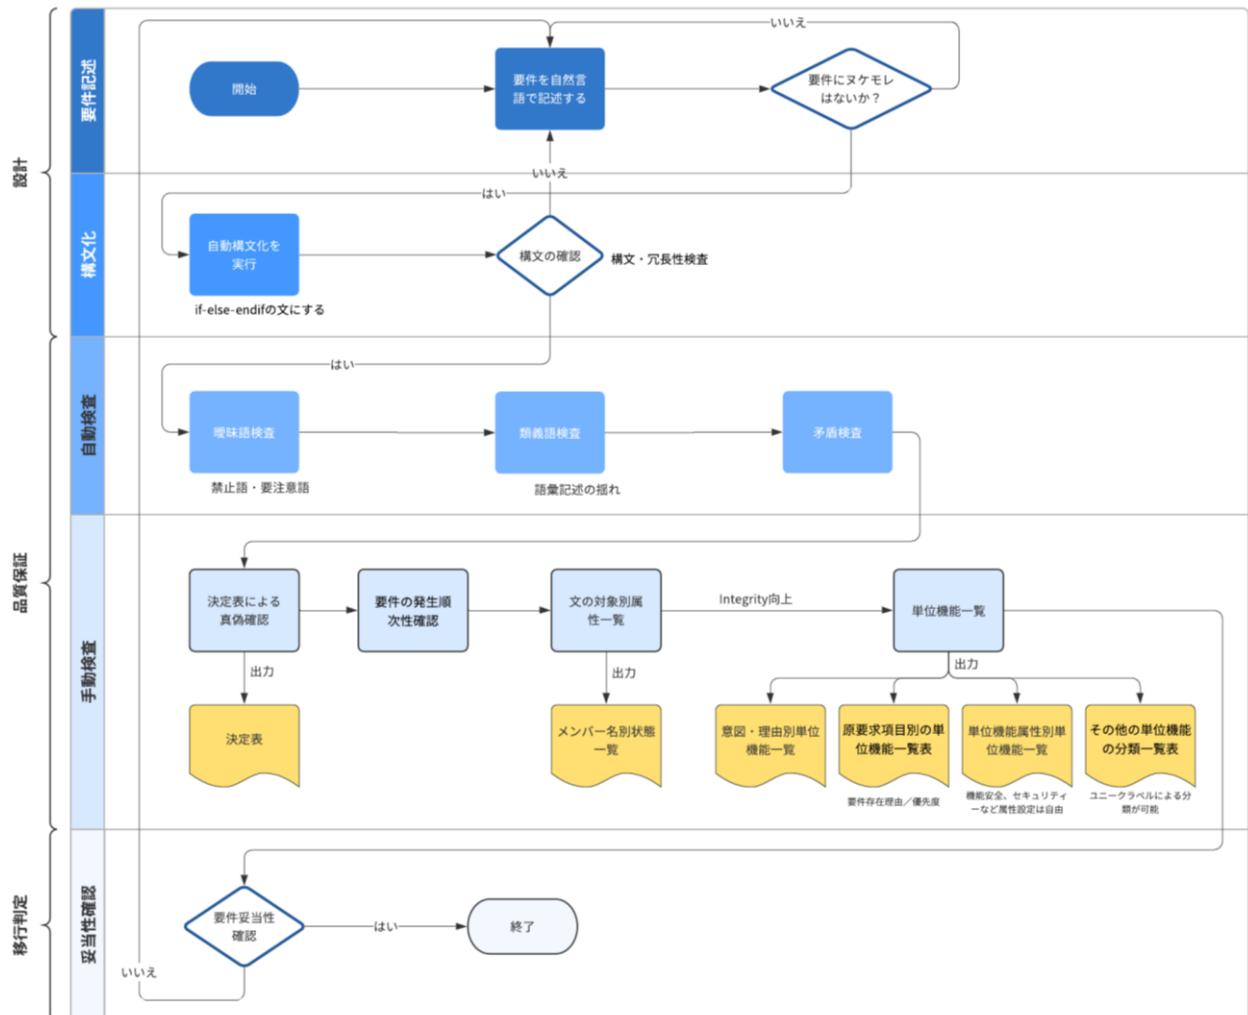 いいえ
要件記述
開始
要件を自然言
語で記述する
要件にヌケモレ
はないか？
設計
いいえ
はい
構文化
自動構文化を
実行
構文の確認
構文・冗長性検査
if-else-endifの文にする
はい
自動検査
曖昧語検査
類義語検査
矛盾検査
禁止語・要注意語
語彙記述の揺れ
品質保証
手動検査
決定表による
真偽確認
要件の発生順
次性確認
文の対象別属
性一覧
Integrity向上
単位機能一覧
出力
出力
出力
決定表
メンバー名別状態
一覧
意図・理由別単位
機能一覧
原要求項目別の単
位機能一覧表
単位機能属性別単
位機能一覧
その他の単位機能
の分類一覧表
要件存在理由／優先度
機能安全、セキュリティ
ーなど属性設定は自由
ユニークラベルによる分
類が可能
移行判定
妥当性確認
要件妥当性
確認
はい
終了
いいえ